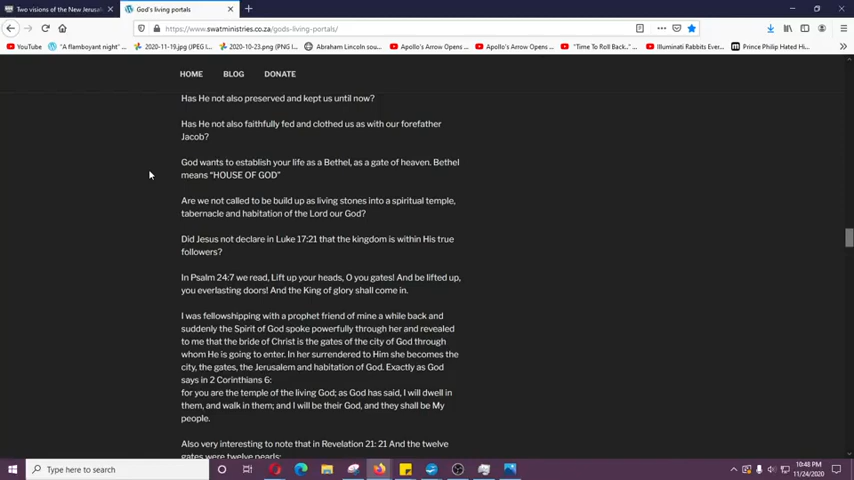 Two visions of the New Jerusal
God's living portals
https://www.swatministries.co.za/gods-living-portals/
YouTube
"A flamboyant night" ...
2020-11-19.jpg (JPEG I...
2020-10-23.png (PNG I...
Abraham Lincoln sou...
Apollo's Arrow Opens ...
Apollo's Arrow Opens ...
"Time To Roll Back..."
Illuminati Rabbits Ever...
Prince Philip Hated Hi...
HOME BLOG DONATE
Has He not also preserved and kept us until now?
Has He not also faithfully fed and clothed us as with our forefather
Jacob?
God wants to establish your life as a Bethel, as a gate of heaven. Bethel
means "HOUSE OF GOD"
Are we not called to be build up as living stones into a spiritual temple,
tabernacle and habitation of the Lord our God?
Did Jesus not declare in Luke 17:21 that the kingdom is within His true
followers?
In Psalm 24:7 we read, Lift up your heads, O you gates! And be lifted up,
you everlasting doors! And the King of glory shall come in.
I was fellowshipping with a prophet friend of mine a while back and
suddenly the Spirit of God spoke powerfully through her and revealed
to me that the bride of Christ is the gates of the city of God through
whom He is going to enter. In her surrendered to Him she becomes the
city, the gates, the Jerusalem and habitation of God. Exactly as God
says in 2 Corinthians 6:
for you are the temple of the living God; as God has said, I will dwell in
them, and walk in them; and I will be their God, and they shall be My
people.
Also very interesting to note that in Revelation 21: 21 And the twelve
gates were twelve pearls:
Type here to search
10:48 PM
11/24/2020